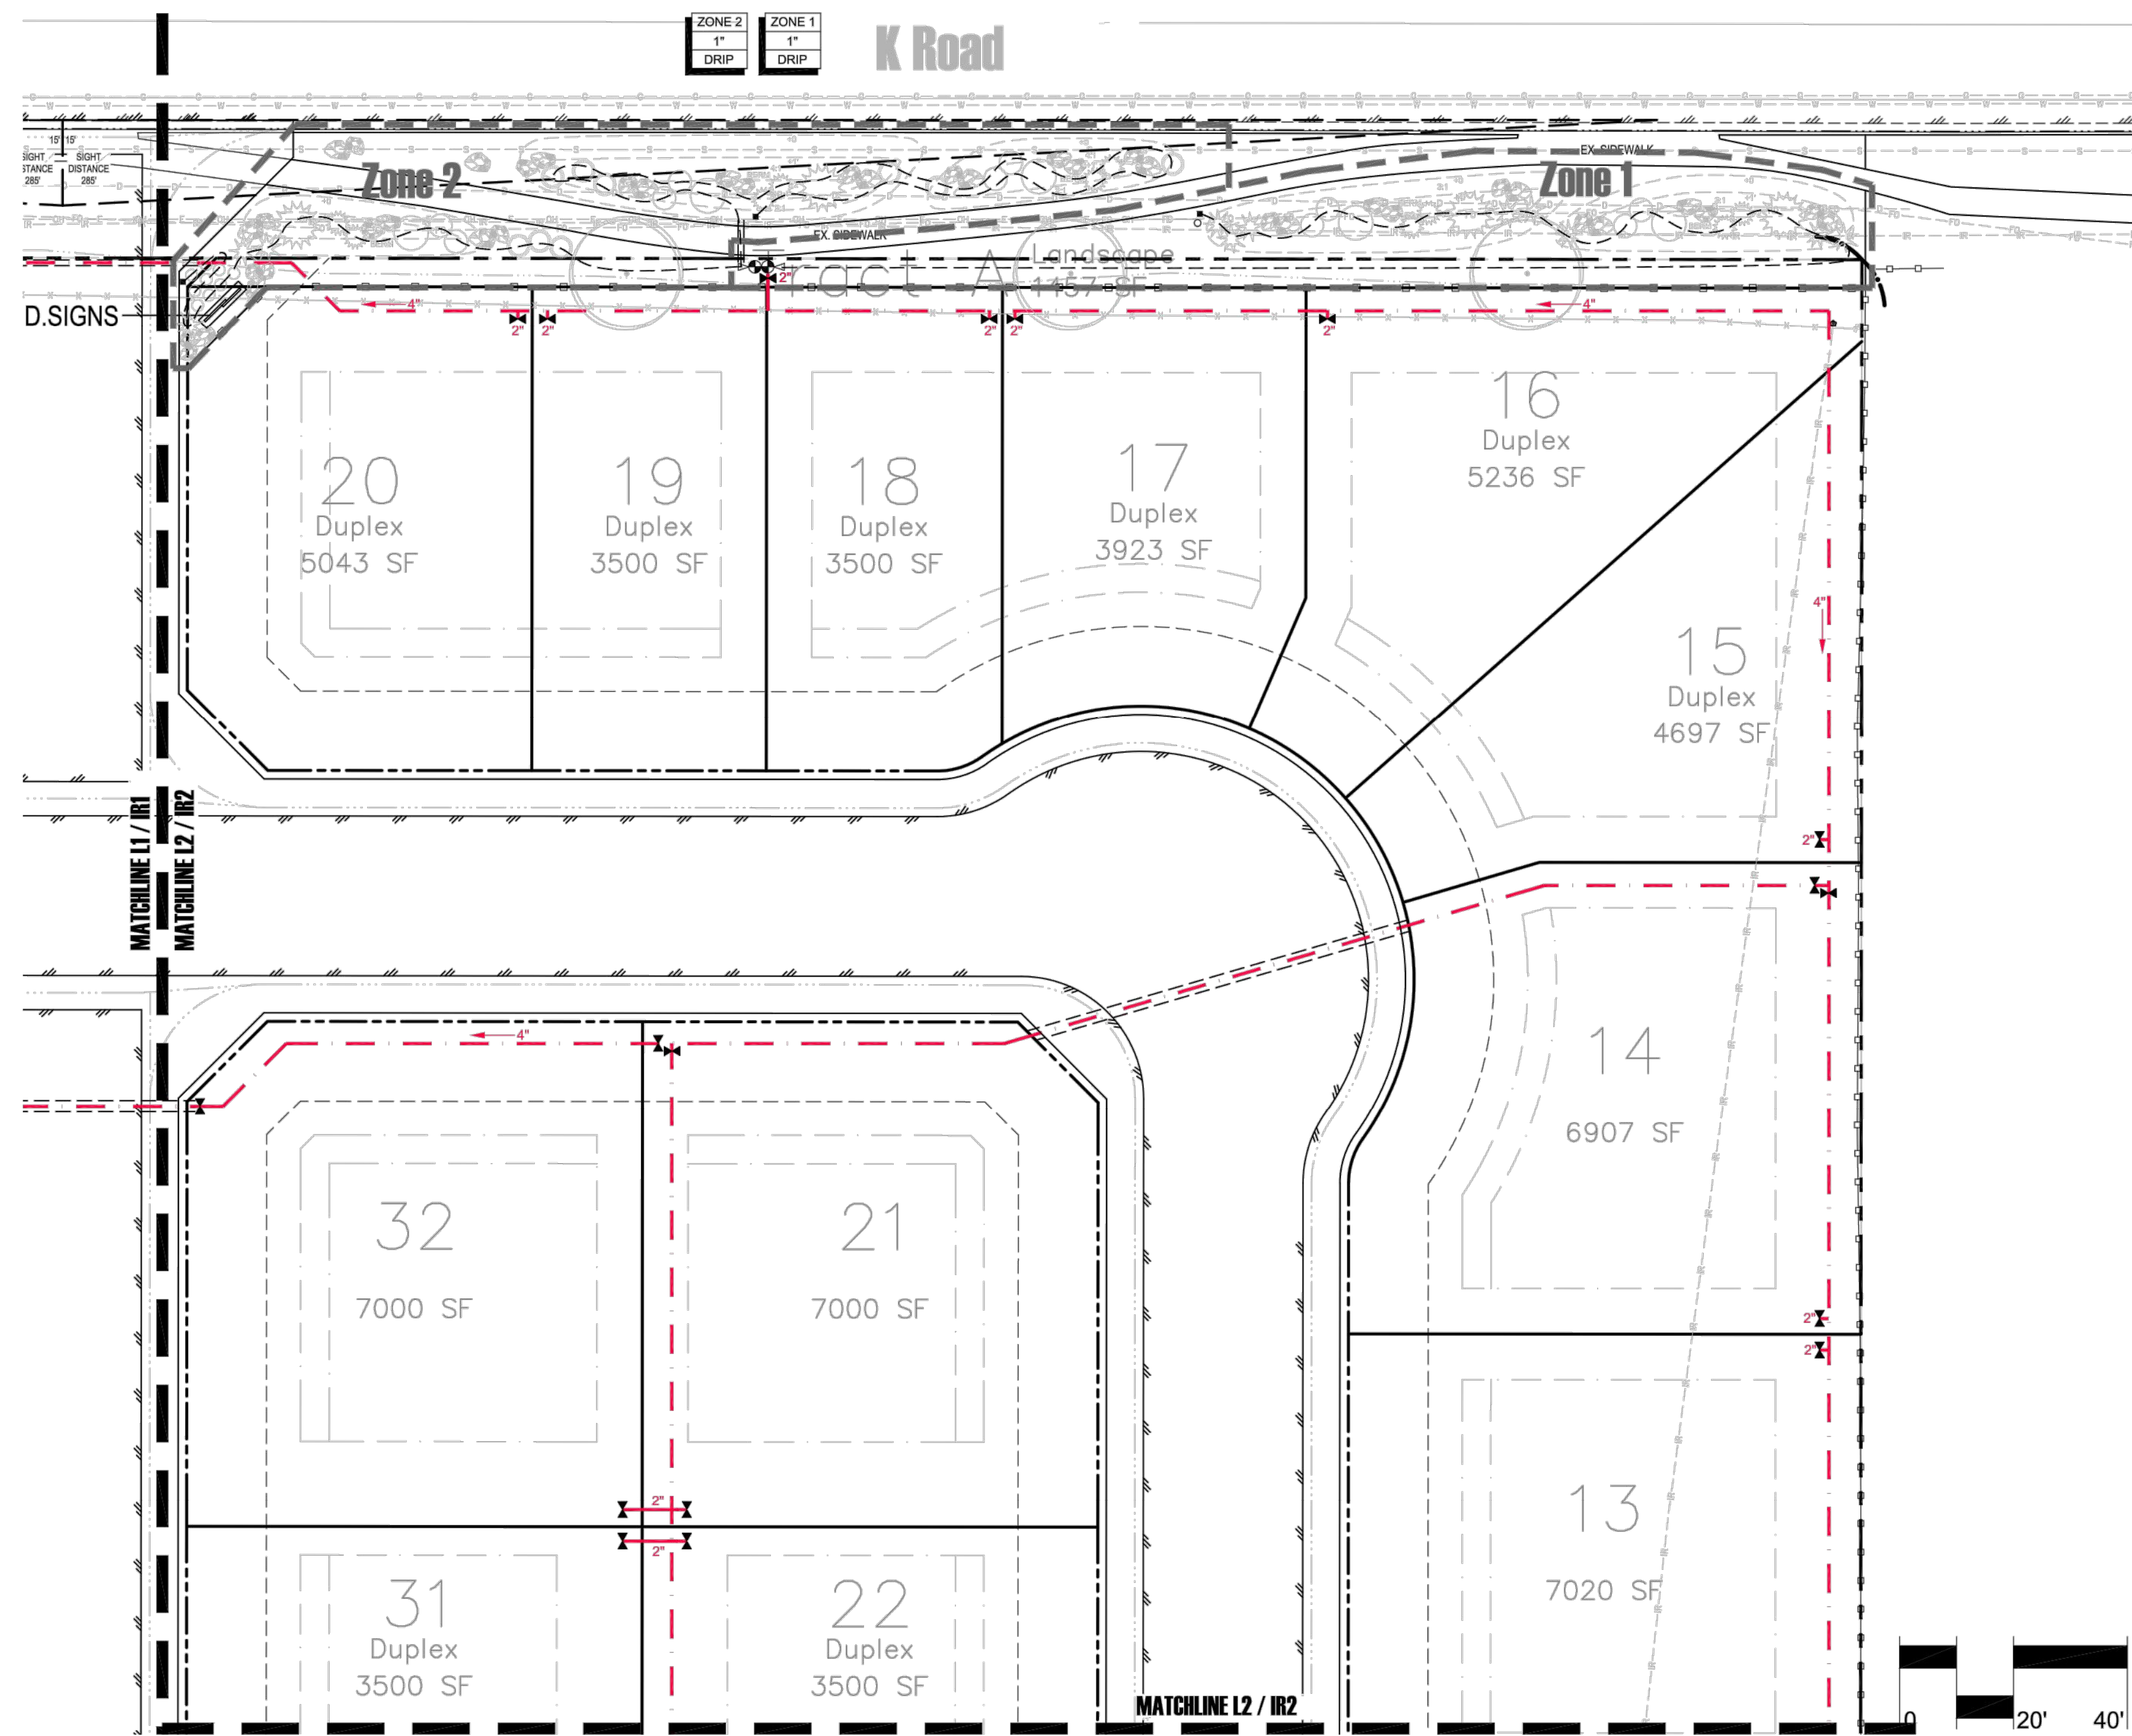 ZONE 2
1"
DRIP
ZONE 1
1"
DRIP
K Road
15' 15'
SIGHT
DISTANCE
285'
285'
Zone 2
EX. SIDEWALK
Zone 1
EX. SIDEWALK
Landscape
1157 SF
2"
D.SIGNS
4"
2"
2"
2"
2"
2"
4"
20
Duplex
5043 SF
19
Duplex
3500 SF
18
Duplex
3500 SF
17
Duplex
3923 SF
16
Duplex
5236 SF
15
Duplex
4697 SF
4"
2"
MATCHLINE L1 / IR1
MATCHLINE L2 / IR2
4"
14
6907 SF
2"
2"
32
7000 SF
21
7000 SF
2"
2"
13
7020 SF
31
Duplex
3500 SF
22
Duplex
3500 SF
MATCHLINE L2 / IR2
0
20'
40'